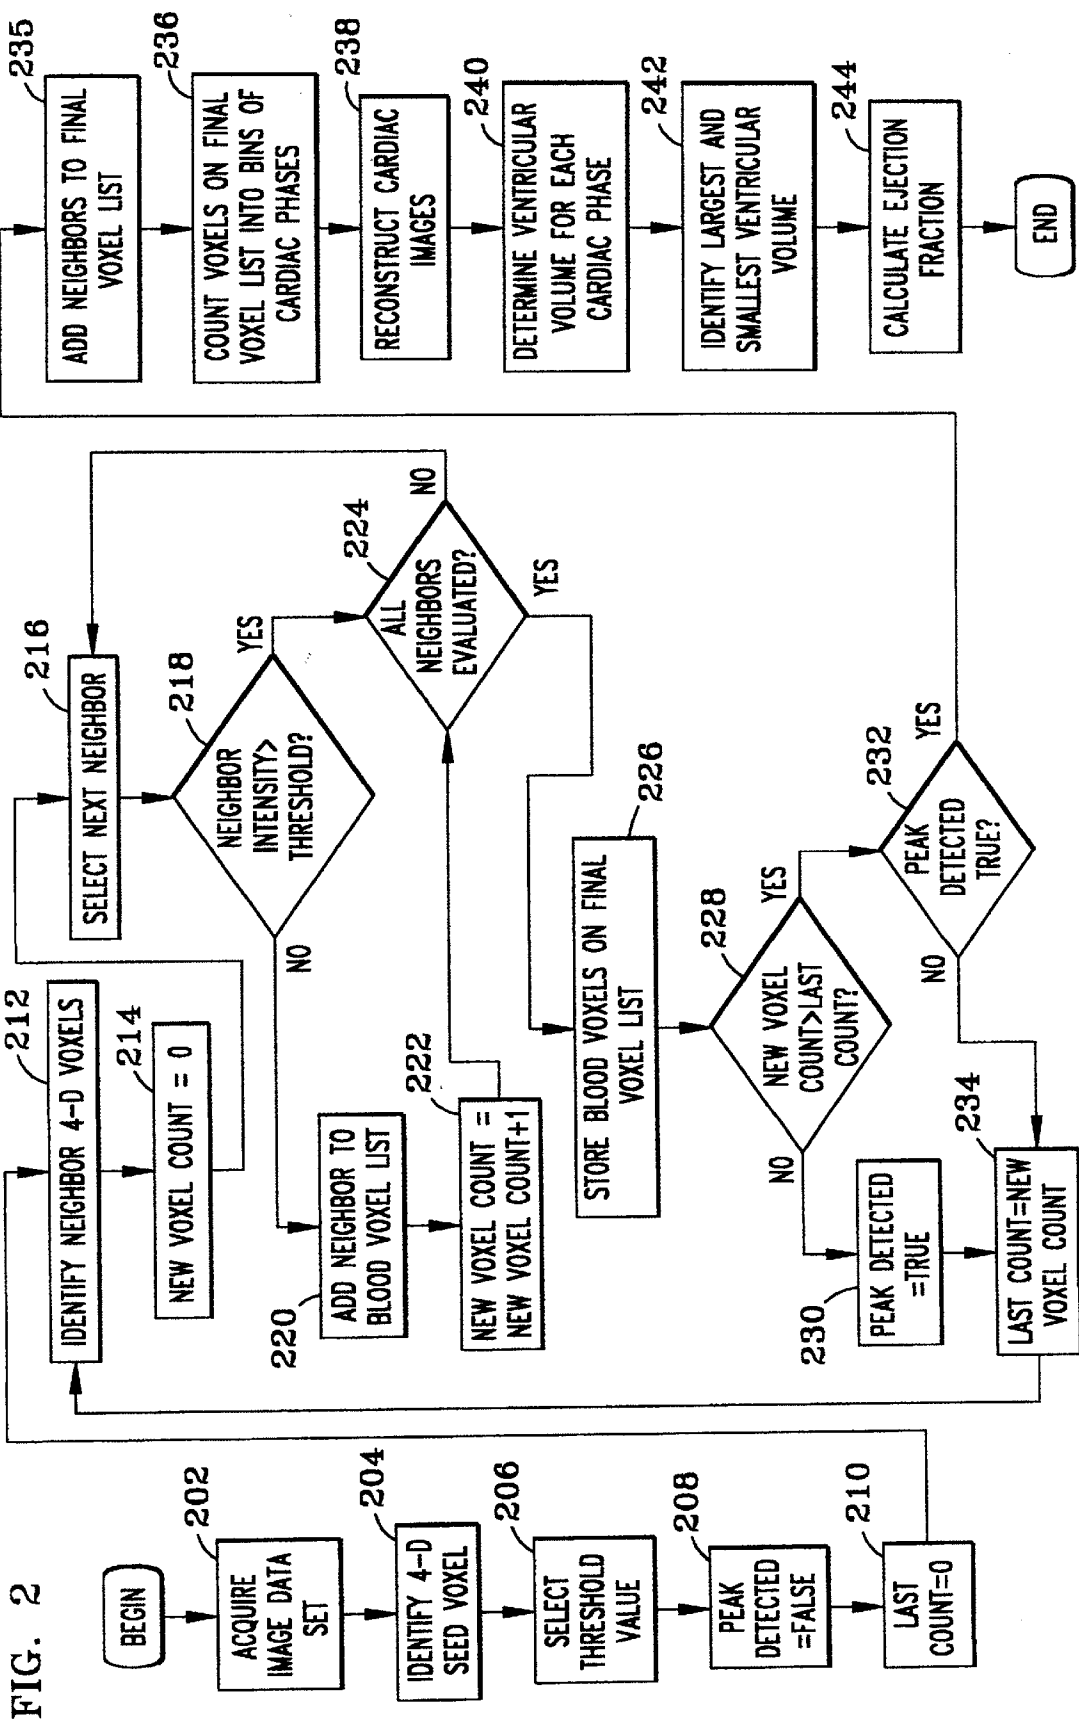 FIG. 2
BEGIN
202
ACQUIRE
IMAGE DATA
SET
204
IDENTIFY 4-D
SEED VOXEL
206
SELECT
THRESHOLD
VALUE
208
PEAK
DETECTED
=FALSE
210
LAST
COUNT=0
212
IDENTIFY NEIGHBOR 4-D VOXELS
214
NEW VOXEL COUNT = 0
216
SELECT NEXT NEIGHBOR
218
NEIGHBOR
INTENSITY>
THRESHOLD?
YES
NO
220
ADD NEIGHBOR TO
BLOOD VOXEL LIST
222
NEW VOXEL COUNT =
NEW VOXEL COUNT+1
224
ALL
NEIGHBORS
EVALUATED?
NO
YES
226
STORE BLOOD VOXELS ON FINAL
VOXEL LIST
228
NEW VOXEL
COUNT>LAST
COUNT?
YES
NO
230
PEAK DETECTED
=TRUE
232
PEAK
DETECTED
TRUE?
YES
NO
234
LAST COUNT=NEW
VOXEL COUNT
235
ADD NEIGHBORS TO FINAL
VOXEL LIST
236
COUNT VOXELS ON FINAL
VOXEL LIST INTO BINS OF
CARDIAC PHASES
238
RECONSTRUCT CARDIAC
IMAGES
240
DETERMINE VENTRICULAR
VOLUME FOR EACH
CARDIAC PHASE
242
IDENTIFY LARGEST AND
SMALLEST VENTRICULAR
VOLUME
244
CALCULATE EJECTION
FRACTION
END